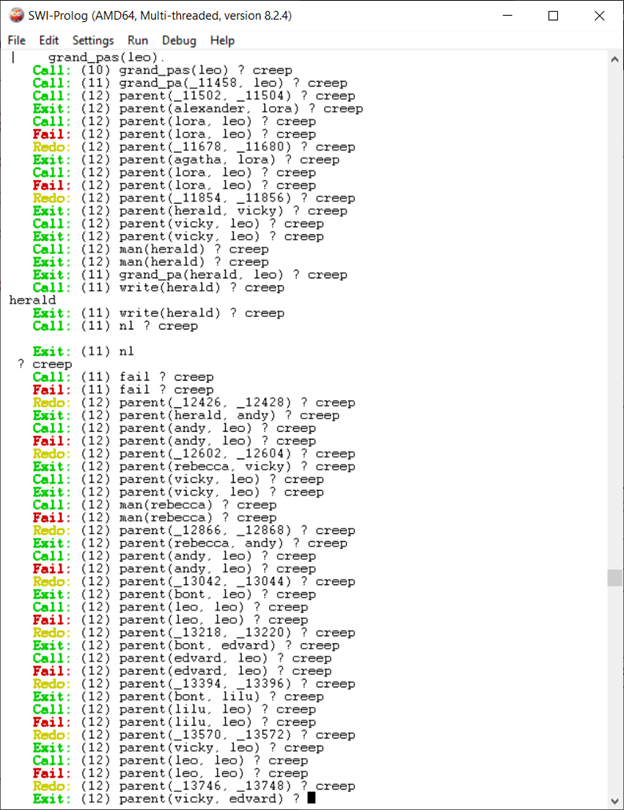 SWI-Prolog (AMD64, Multi-threaded, version 8.2.4)
File Edit Settings Run Debug Help
| grand_pas(leo).
Call: (10) grand_pas(leo) ? creep
Call: (11) grand_pa(_11458, leo) ? creep
Call: (12) parent(_11502, _11504) ? creep
Exit: (12) parent(alexander, lora) ? creep
Call: (12) parent(lora, leo) ? creep
Fail: (12) parent(lora, leo) ? creep
Redo: (12) parent(_11678, _11680) ? creep
Exit: (12) parent(agatha, lora) ? creep
Call: (12) parent(lora, leo) ? creep
Fail: (12) parent(lora, leo) ? creep
Redo: (12) parent(_11854, _11856) ? creep
Exit: (12) parent(herald, vicky) ? creep
Call: (12) parent(vicky, leo) ? creep
Exit: (12) parent(vicky, leo) ? creep
Call: (12) man(herald) ? creep
Exit: (12) man(herald) ? creep
Exit: (11) grand_pa(herald, leo) ? creep
Call: (11) write(herald) ? creep
herald
Exit: (11) write(herald) ? creep
Call: (11) nl ? creep
Exit: (11) nl
? creep
Call: (11) fail ? creep
Fail: (11) fail ? creep
Redo: (12) parent(_12426, _12428) ? creep
Exit: (12) parent(herald, andy) ? creep
Call: (12) parent(andy, leo) ? creep
Fail: (12) parent(andy, leo) ? creep
Redo: (12) parent(_12602, _12604) ? creep
Exit: (12) parent(rebecca, vicky) ? creep
Call: (12) parent(vicky, leo) ? creep
Exit: (12) parent(vicky, leo) ? creep
Call: (12) man(rebecca) ? creep
Fail: (12) man(rebecca) ? creep
Redo: (12) parent(_12866, _12868) ? creep
Exit: (12) parent(rebecca, andy) ? creep
Call: (12) parent(andy, leo) ? creep
Fail: (12) parent(andy, leo) ? creep
Redo: (12) parent(_13042, _13044) ? creep
Exit: (12) parent(bont, leo) ? creep
Call: (12) parent(leo, leo) ? creep
Fail: (12) parent(leo, leo) ? creep
Redo: (12) parent(_13218, _13220) ? creep
Exit: (12) parent(bont, edvard) ? creep
Call: (12) parent(edvard, leo) ? creep
Fail: (12) parent(edvard, leo) ? creep
Redo: (12) parent(_13394, _13396) ? creep
Exit: (12) parent(bont, lilu) ? creep
Call: (12) parent(lilu, leo) ? creep
Fail: (12) parent(lilu, leo) ? creep
Redo: (12) parent(_13570, _13572) ? creep
Exit: (12) parent(vicky, leo) ? creep
Call: (12) parent(leo, leo) ? creep
Fail: (12) parent(leo, leo) ? creep
Redo: (12) parent(_13746, _13748) ? creep
Exit: (12) parent(vicky, edvard) ?